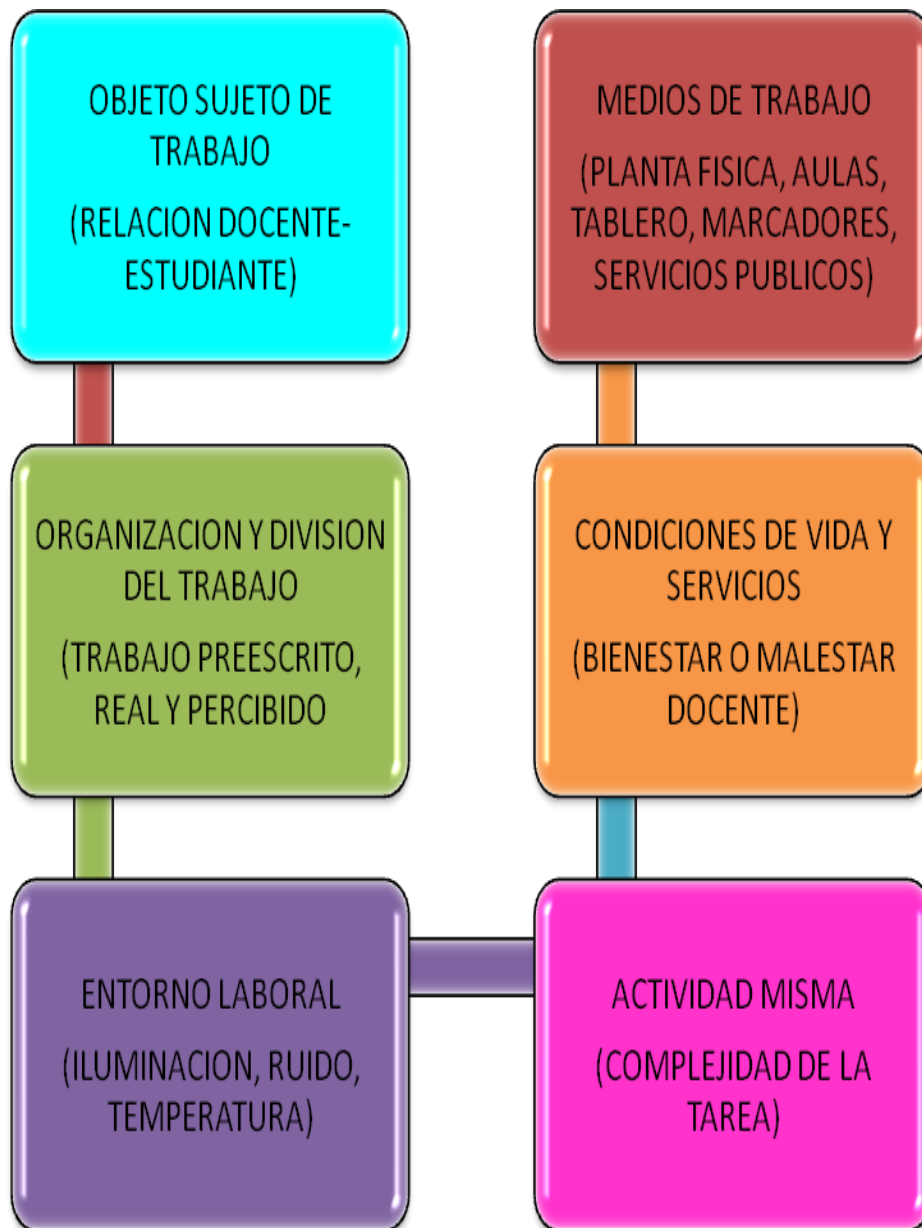 OBJETO SUJETO DE
TRABAJO
(RELACION DOCENTE-
ESTUDIANTE)
ORGANIZACION Y DIVISION
DEL TRABAJO
(TRABAJO PREESCRITO,
REAL Y PERCIBIDO
ENTORNO LABORAL
(ILUMINACION, RUIDO,
TEMPERATURA)
ACTIVIDAD MISMA
(COMPLEJIDAD DE LA
TAREA)
CONDICIONES DE VIDA Y
SERVICIOS
(BIENESTAR O MALESTAR
DOCENTE)
MEDIOS DE TRABAJO
(PLANTA FISICA, AULAS,
TABLERO, MARCADORES,
SERVICIOS PUBLICOS)